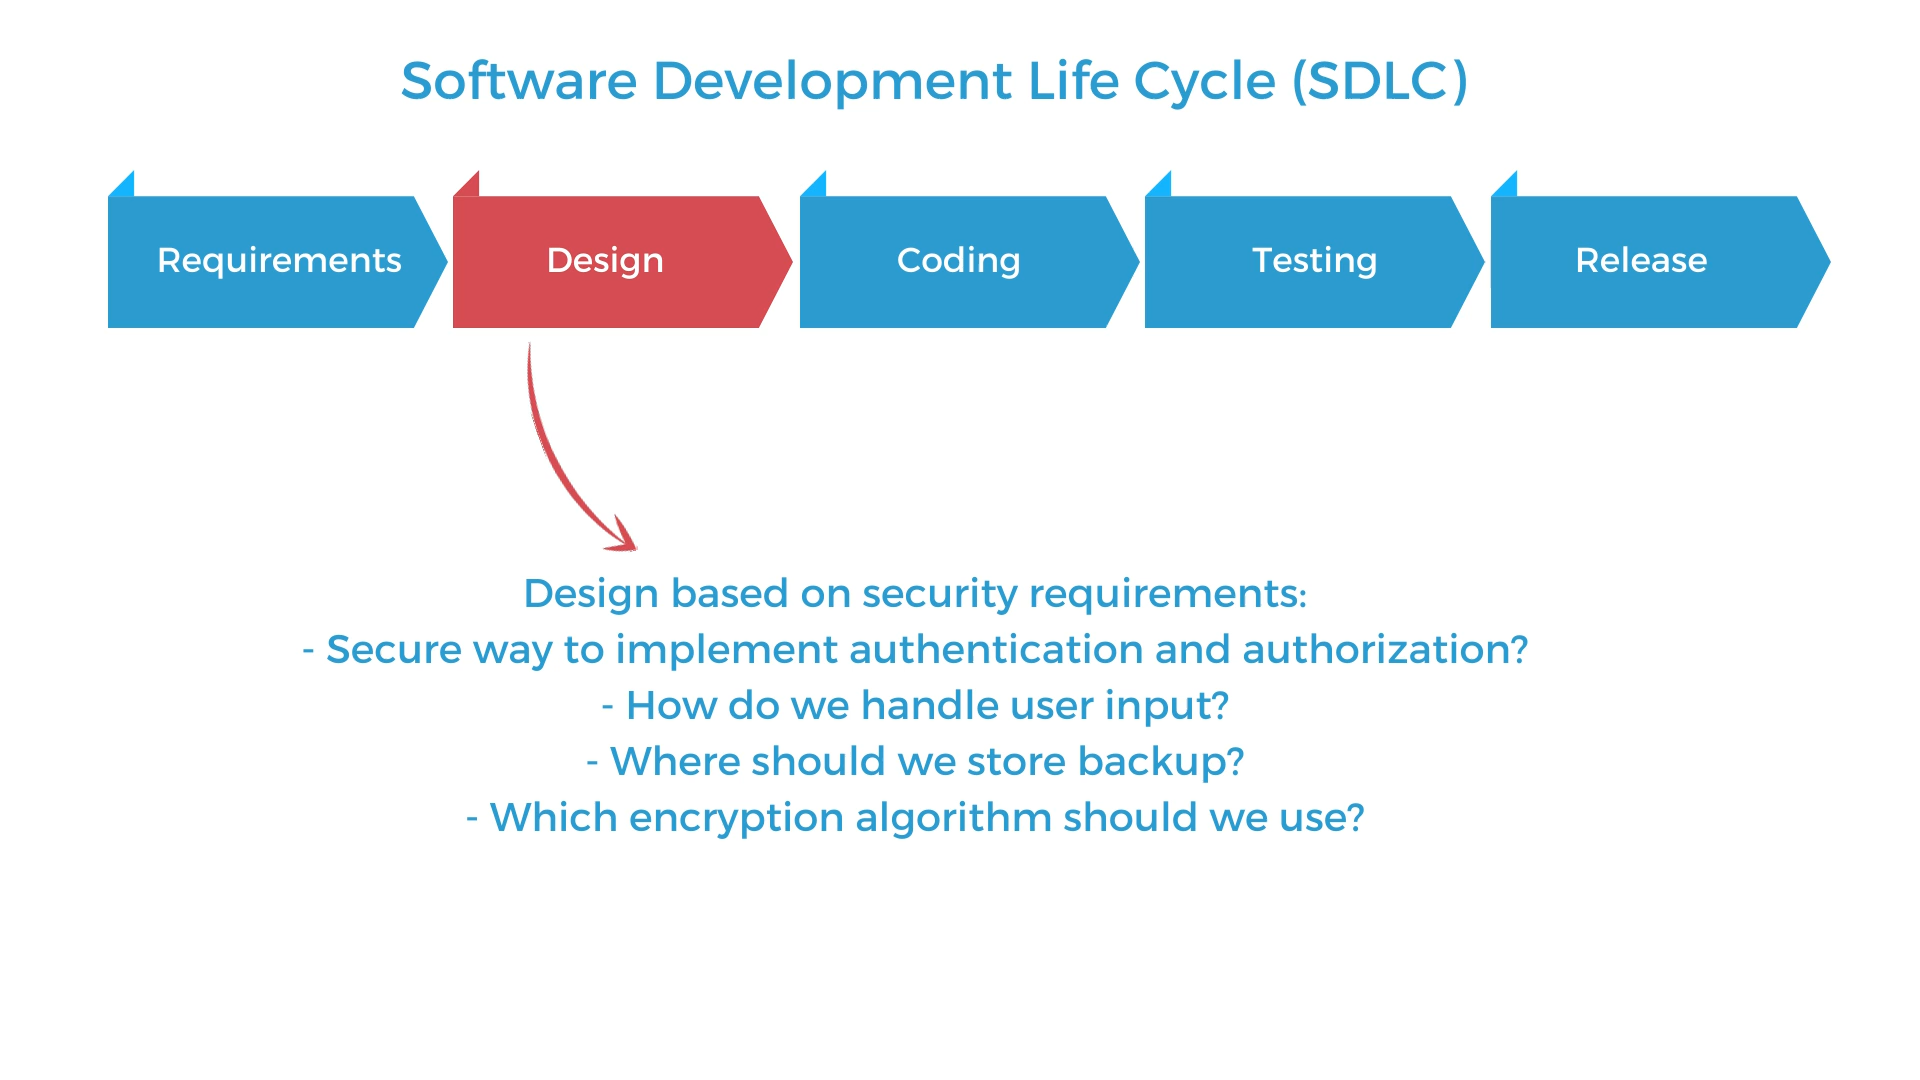 Software Development Life Cycle (SDLC)
Requirements
Design
Coding
Testing
Release
Design based on security requirements:
- Secure way to implement authentication and authorization?
- How do we handle user input?
- Where should we store backup?
- Which encryption algorithm should we use?